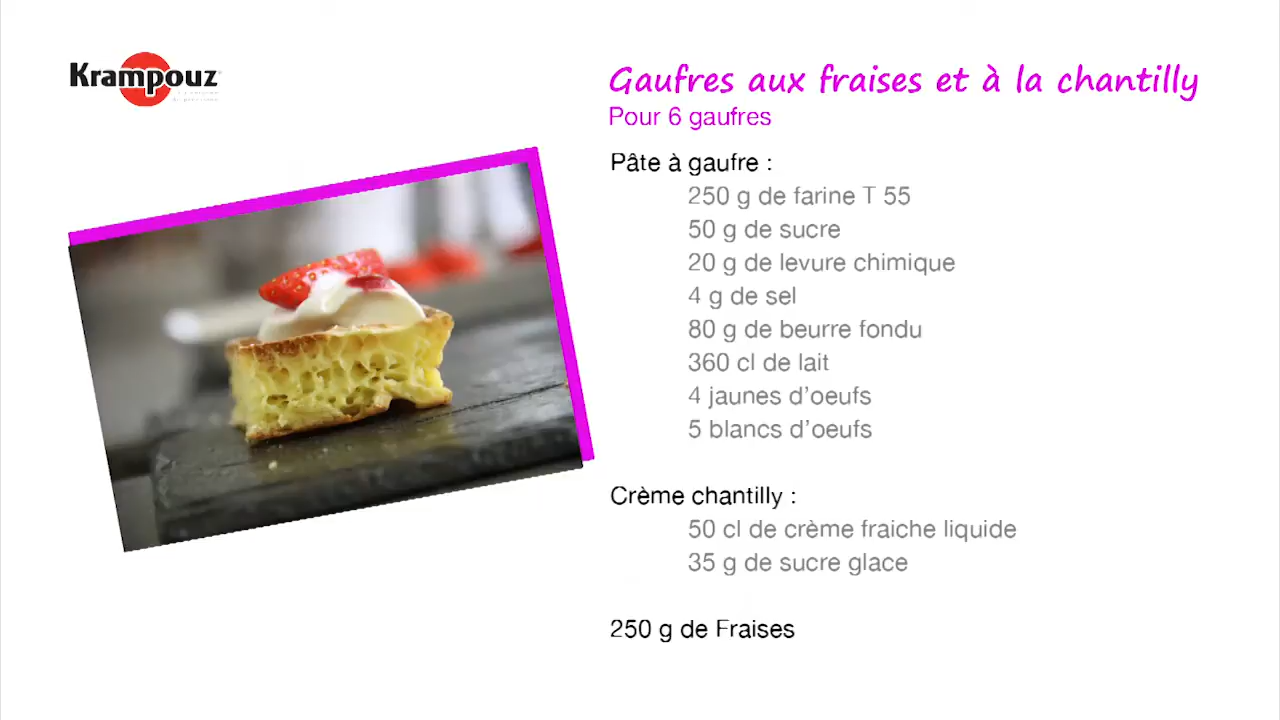 Krampouz
Gaufres aux fraises et à la chantilly
Pour 6 gaufres
Pâte à gaufre :
250 g de farine T 55
50 g de sucre
20 g de levure chimique
4 g de sel
80 g de beurre fondu
360 cl de lait
4 jaunes d'oeufs
5 blancs d'oeufs
Crème chantilly :
50 cl de crème fraiche liquide
35 g de sucre glace
250 g de Fraises